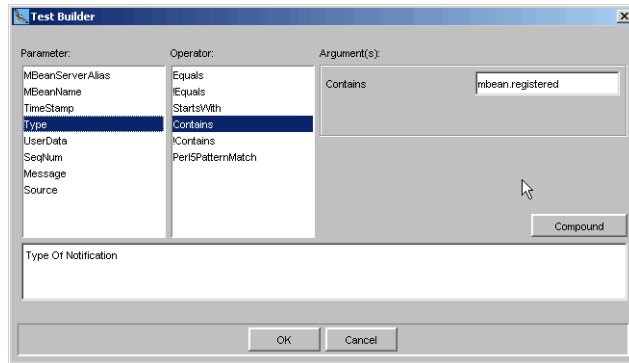 Test Builder
Parameter:
Operator:
Argument(s):
MBeanServerAlias
MBeanName
TimeStamp
Type
UserData
SeqNum
Message
Source
Equals
!Equals
StartsWith
Contains
!Contains
Perl5PatternMatch
Contains
mbean.registered
Compound
Type Of Notification
OK
Cancel